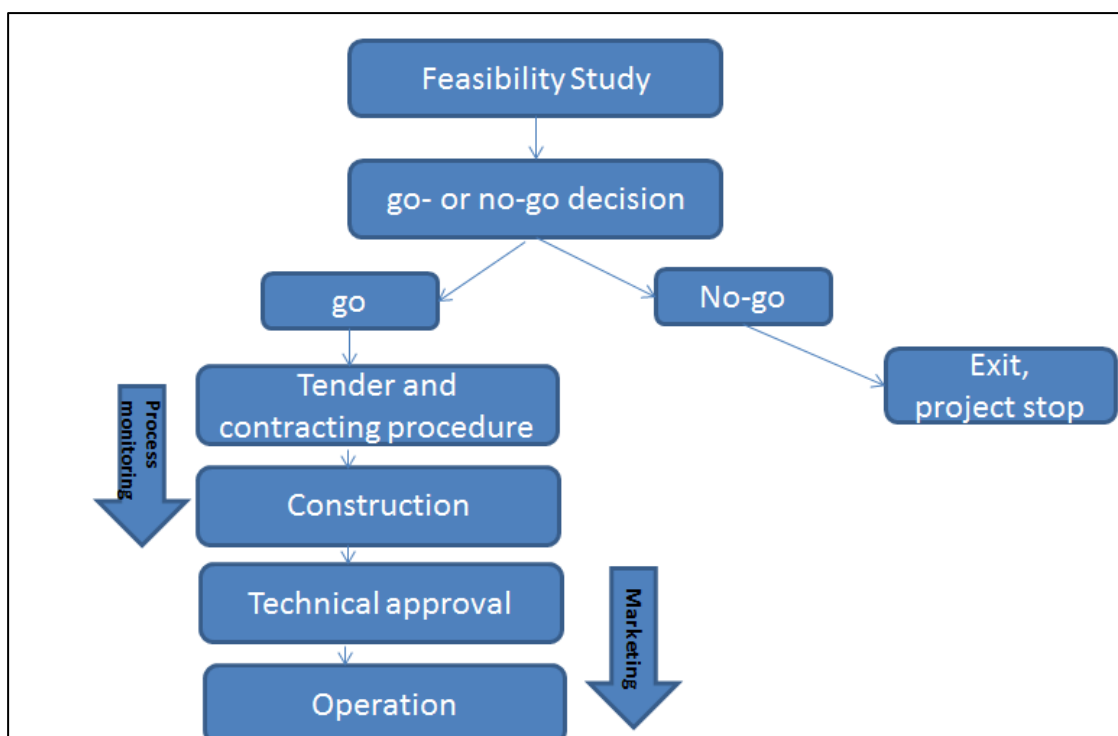 Feasibility Study
go- or no-go decision
go
No-go
Tender and
contracting procedure
Exit,
project stop
Process
monitoring
Construction
Technical approval
Marketing
Operation